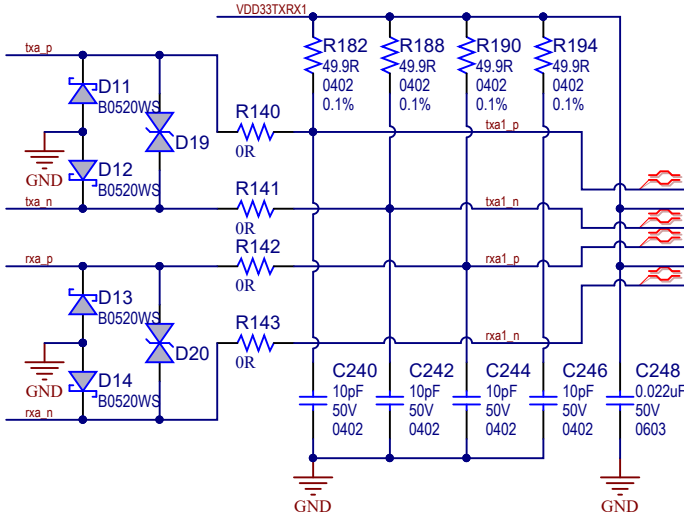 VDD33TXRX1
txa_p
D11
B0520WS
D12
B0520WS
D19
GND
txa_n
R140
0R
R141
0R
R182
49.9R
0402
0.1%
R188
49.9R
0402
0.1%
R190
49.9R
0402
0.1%
R194
49.9R
0402
0.1%
txa1_p
txa1_n
rxa_p
D13
B0520WS
D14
B0520WS
D20
GND
rxa_n
R142
0R
R143
0R
rxa1_p
rxa1_n
C240
10pF
50V
0402
C242
10pF
50V
0402
C244
10pF
50V
0402
C246
10pF
50V
0402
C248
0.022uF
50V
0603
GND
GND